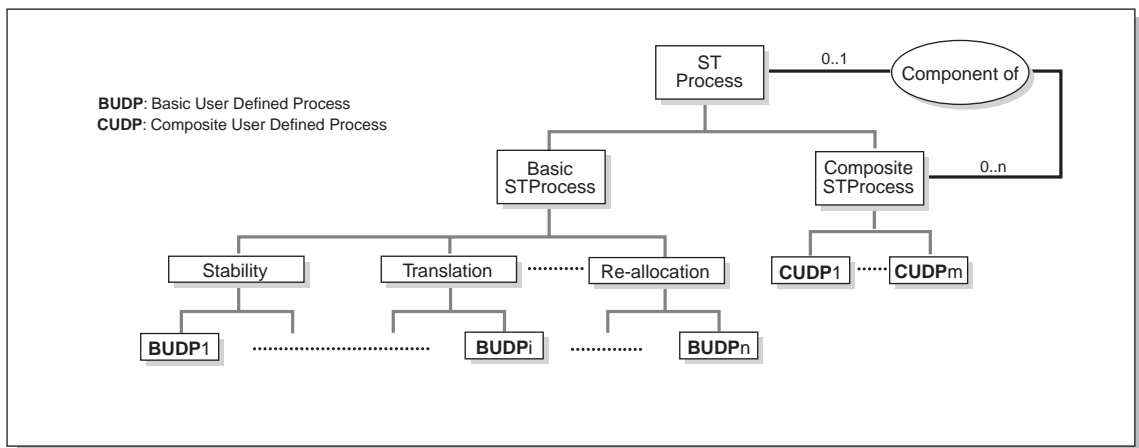 ST
Process
0..1
Component of
BUDP: Basic User Defined Process
CUDP: Composite User Defined Process
Basic
STProcess
Composite
STProcess
0..n
Stability
Translation
Re-allocation
CUDP1
CUDPm
BUDP1
BUDPi
BUDPn